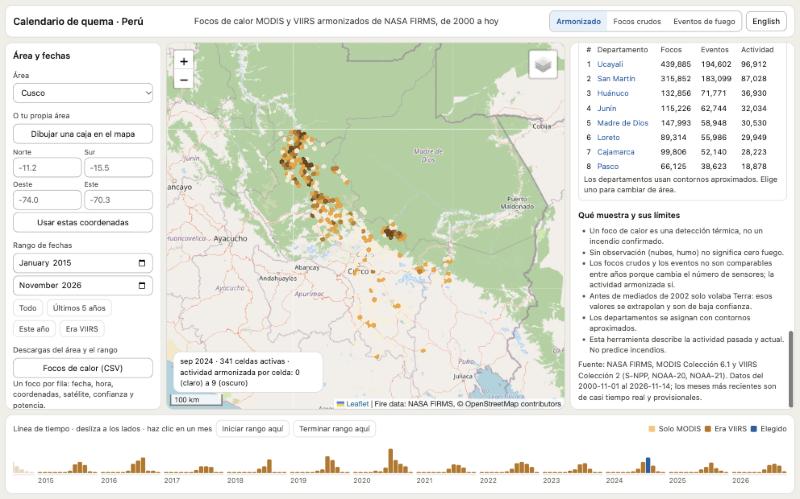 Calendario de quema · Perú
Focos de calor MODIS y VIIRS armonizados de NASA FIRMS, de 2000 a hoy
Armonizado
Focos crudos
Eventos de fuego
English
Área y fechas
Área
Cusco
O tu propia área
Dibujar una caja en el mapa
Norte
Sur
-11.2
-15.5
Oeste
Este
-74.0
-70.3
Usar estas coordenadas
Rango de fechas
January 2015
November 2026
Todo
Últimos 5 años
Este año
Era VIIRS
Descargas del área y el rango
Focos de calor (CSV)
Un foco por fila: fecha, hora,
coordenadas, satélite, confianza y
potencia.
+
−
Junín
ancayo
Huancavelica
Ayacucho
Ayacucho
Andahuaylas
Abancay
Apurímac
Cusco
Madre de
Dios
Cobija
Puerto
Maldonado
Puno
Juliaca
sep 2024 · 341 celdas activas ·
actividad armonizada por celda: 0
(claro) a 9 (oscuro)
100 km
Leaflet | Fire data: NASA FIRMS, © OpenStreetMap contributors
# Departamento Focos Eventos Actividad
1 Ucayali 439,885 194,602 96,912
2 San Martín 315,852 183,099 87,028
3 Huánuco 132,856 71,771 36,930
4 Junín 115,226 62,744 32,034
5 Madre de Dios 147,993 58,948 30,530
6 Loreto 89,314 55,986 29,949
7 Cajamarca 99,806 52,140 28,223
8 Pasco 66,125 38,623 18,878
Los departamentos usan contornos aproximados. Elige
uno para cambiar de área.
Qué muestra y sus límites
• Un foco de calor es una detección térmica, no un
incendio confirmado.
• Sin observación (nubes, humo) no significa cero fuego.
• Los focos crudos y los eventos no son comparables
entre años porque cambia el número de sensores; la
actividad armonizada sí.
• Antes de mediados de 2002 solo volaba Terra: esos
valores se extrapolan y son de baja confianza.
• Los departamentos se asignan con contornos
aproximados.
• Esta herramienta describe la actividad pasada y actual.
No predice incendios.
Fuente: NASA FIRMS, MODIS Colección 6.1 y VIIRS
Colección 2 (S-NPP, NOAA-20, NOAA-21). Datos del
2000-11-01 al 2026-11-14; los meses más recientes son
de casi tiempo real y provisionales.
Línea de tiempo · desliza a los lados · haz clic en un mes
Iniciar rango aquí
Terminar rango aquí
Solo MODIS
Era VIIRS
Elegido
2015 2016 2017 2018 2019 2020 2021 2022 2023 2024 2025 2026